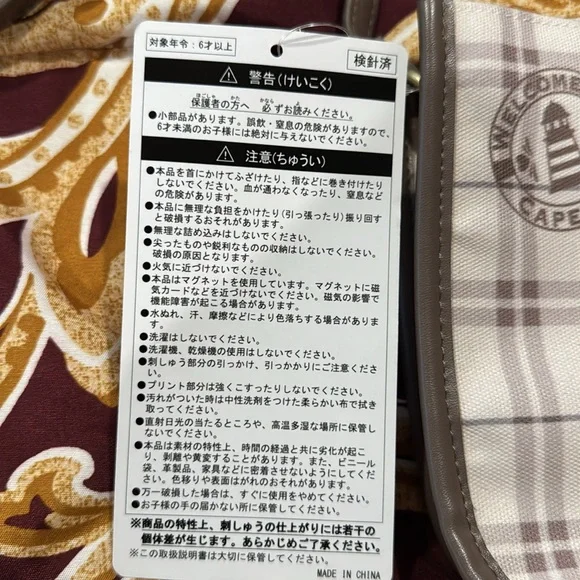 対象年令：6才以上
検針済
⚠ 警告(けいこく)
保護者の方へ 必ずお読みください。
●小部品があります。誤飲・窒息の危険がありますので、
6才未満のお子様には絶対に与えないでください。
⚠ 注意(ちゅうい)
●本品を首にかけてふざけたり、指などに巻き付けたり
しないでください。血が通わなくなったり、窒息など
の危険があります。
●本品に無理な負担をかけたり(引っ張ったり)振り回す
と破損するおそれがあります。
●無理な詰め込みはしないでください。
●尖ったものや鋭利なものの収納はしないでください。
破損の原因となります。
●火気に近づけないでください。
●本品はマグネットを使用しています。マグネットに磁
気カードなどを近づけないでください。磁気の影響で
機能障害が起こる場合があります。
●水ぬれ、汗、摩擦などにより色落ちする場合がありま
す。
●洗濯はしないでください。
●洗濯機、乾燥機の使用はしないでください。
●刺しゅう部分の引っかけ、引っかかりにご注意くださ
い。
●プリント部分は強くこすったりしないでください。
●汚れがついた時は中性洗剤をつけた柔らかい布で拭き
取ってください。
●直射日光の当たるところや、高温多湿な場所に保管し
ないでください。
●本品は素材の特性上、時間の経過と共に劣化が起こ
り、剥離や黄変することがあります。また、ビニール
袋、革製品、家具などに密着させないようにしてくだ
さい。色移りや表面はがれのおそれがあります。
●万一破損した場合は、すぐに使用をやめてください。
●お子様の手の届かない所に保管してください。
※商品の特性上、刺しゅうの仕上がりには若干の
個体差が生じます。あらかじめご了承ください。
※この取扱説明書は大切に保管してください。
MADE IN CHINA
CAPE